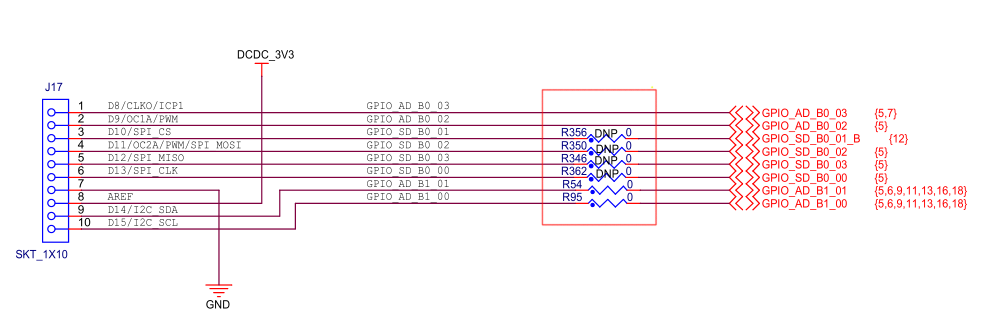 DCDC_3V3
J17
1 D8/CLKO/ICP1 GPIO_AD_B0_03 GPIO_AD_B0_03 {5,7}
2 D9/OC1A/PWM GPIO_AD_B0_02 GPIO_AD_B0_02 {5}
3 D10/SPI_CS GPIO_SD_B0_01 R356 DNP 0 GPIO_SD_B0_01_B {12}
4 D11/OC2A/PWM/SPI_MOSI GPIO_SD_B0_02 R350 DNP 0 GPIO_SD_B0_02 {5}
5 D12/SPI_MISO GPIO_SD_B0_03 R346 DNP 0 GPIO_SD_B0_03 {5}
6 D13/SPI_CLK GPIO_SD_B0_00 R362 DNP 0 GPIO_SD_B0_00 {5}
7 GPIO_AD_B1_01 R54 0 GPIO_AD_B1_01 {5,6,9,11,13,16,18}
8 AREF GPIO_AD_B1_00 R95 0 GPIO_AD_B1_00 {5,6,9,11,13,16,18}
9 D14/I2C_SDA
10 D15/I2C_SCL
SKT_1X10
GND